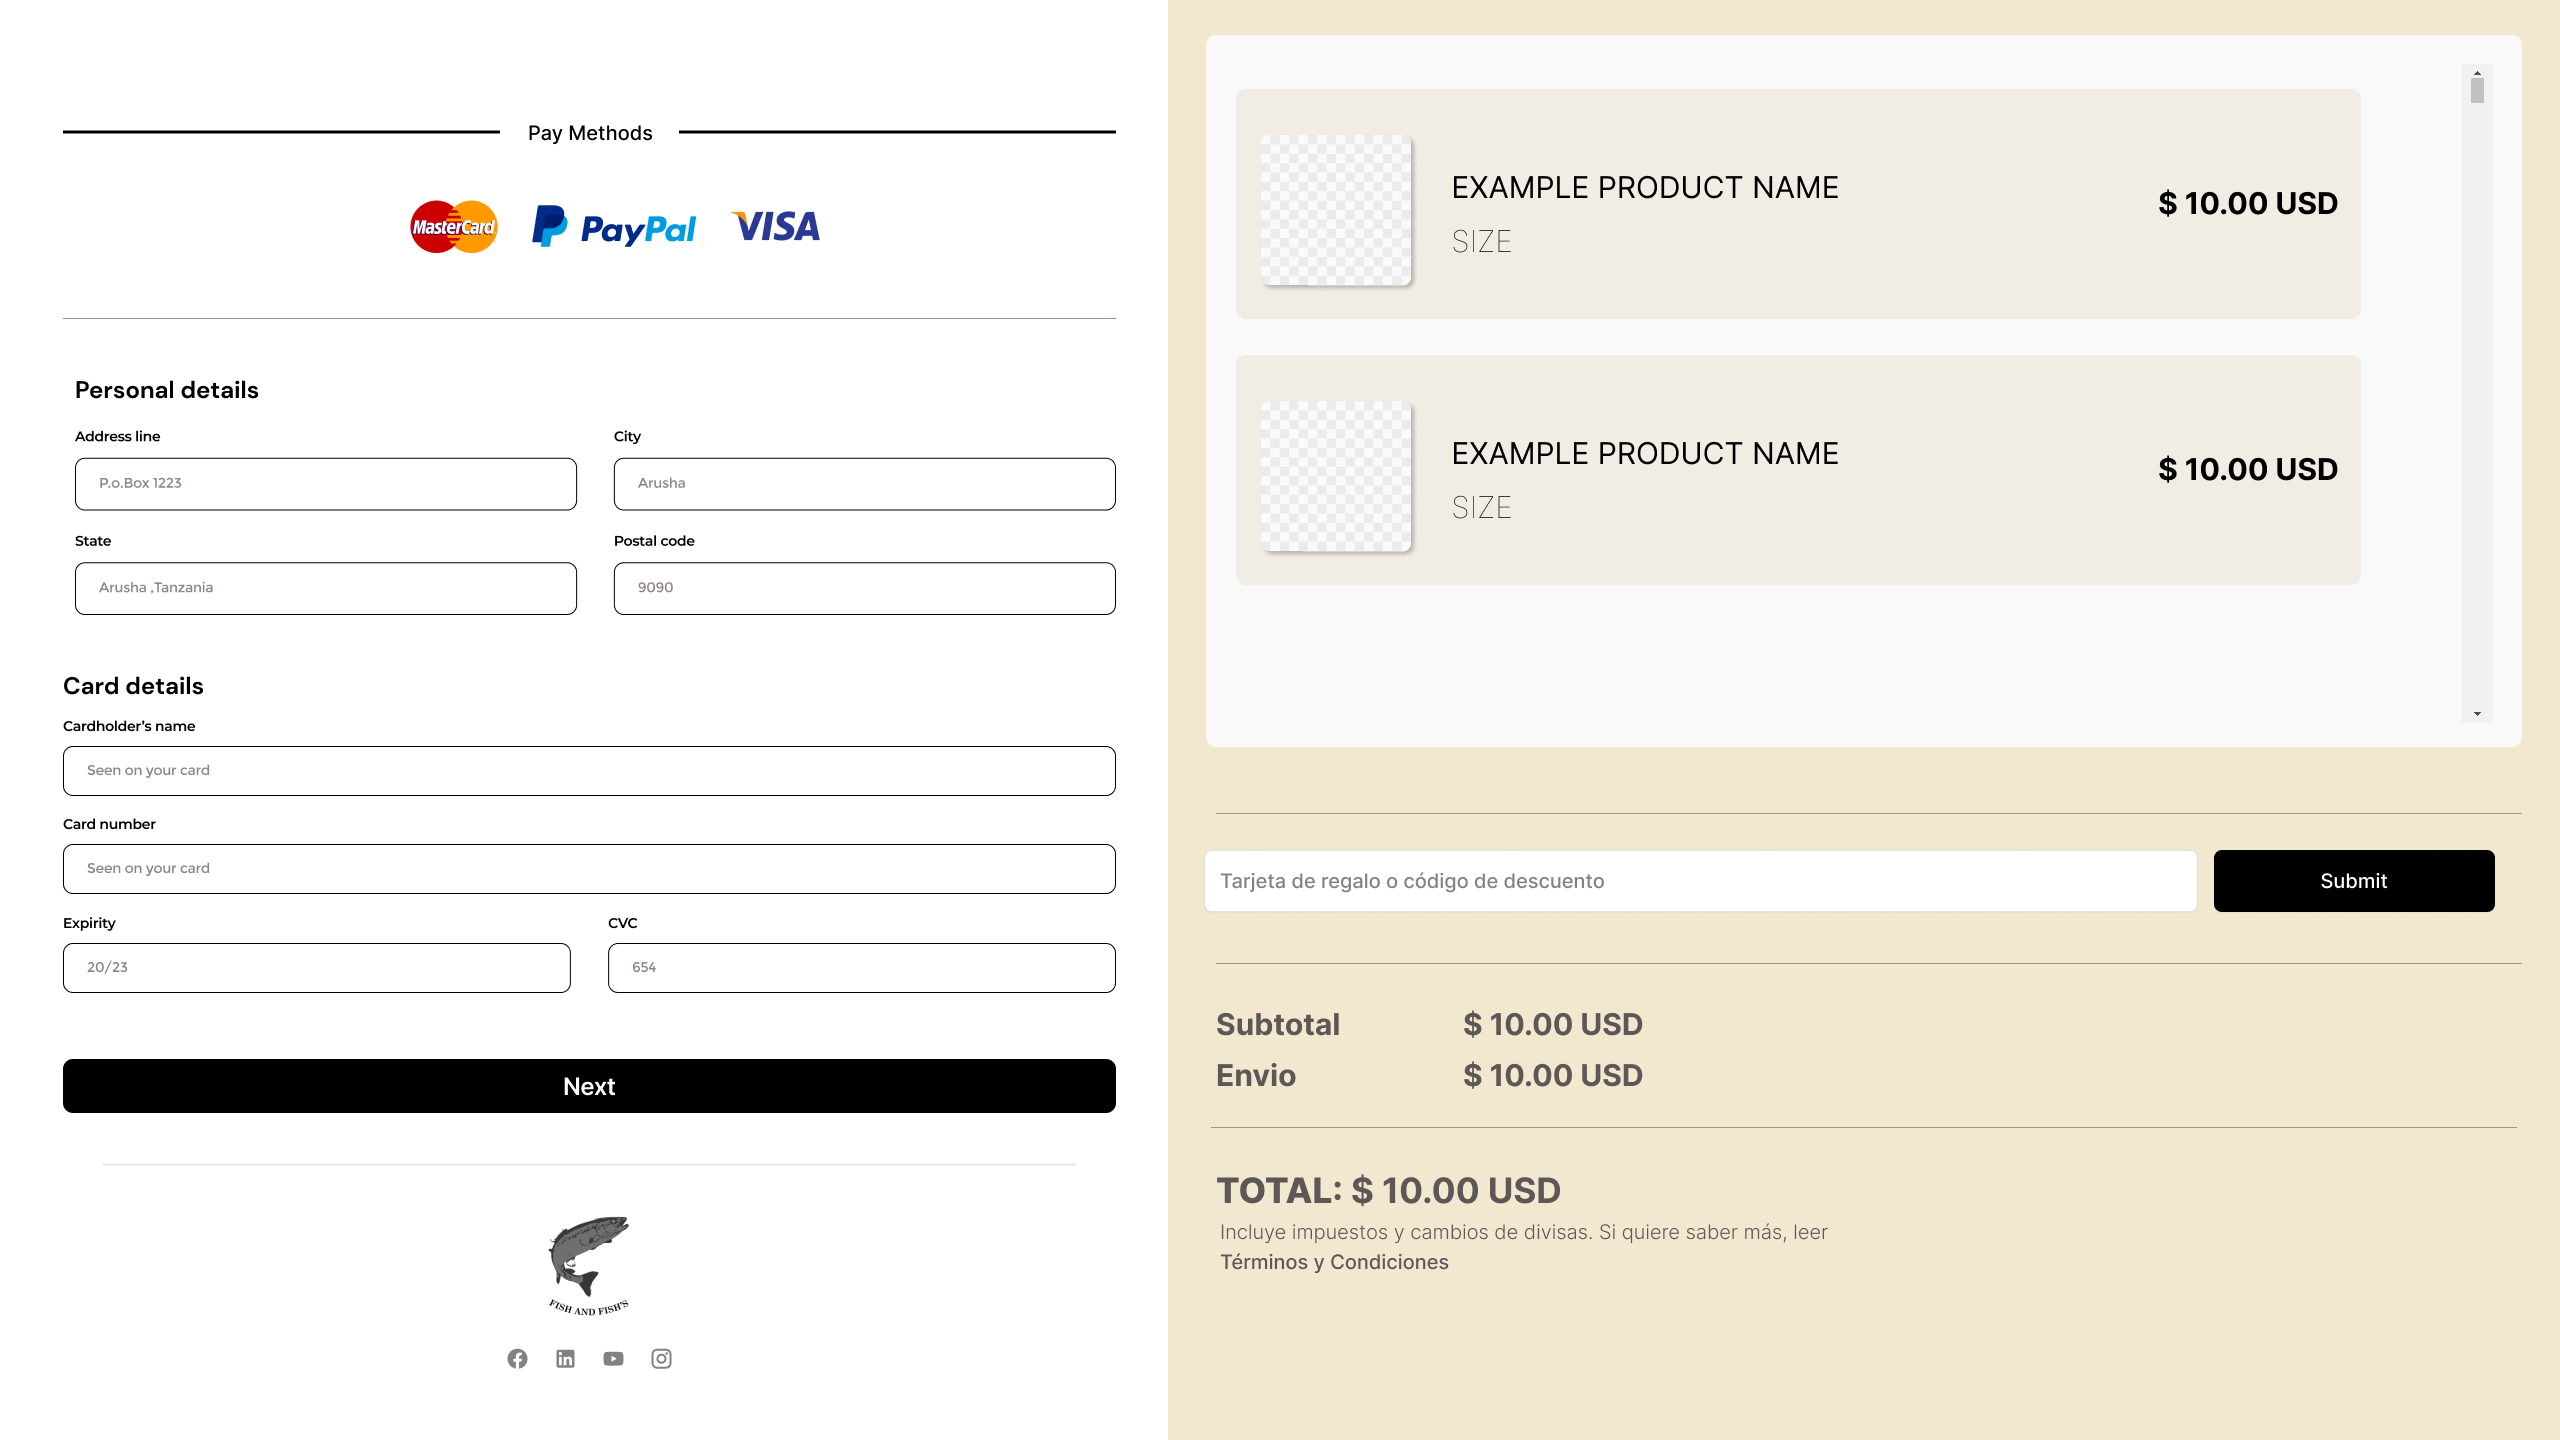 Pay Methods
MasterCard PayPal VISA
Personal details
Address line City
P.o.Box 1223 Arusha
State Postal code
Arusha ,Tanzania 9090
Card details
Cardholder’s name
Seen on your card
Card number
Seen on your card
Expirity CVC
20/23 654
Next
FISH AND FISH'S
EXAMPLE PRODUCT NAME
$ 10.00 USD
SIZE
EXAMPLE PRODUCT NAME
$ 10.00 USD
SIZE
Tarjeta de regalo o código de descuento Submit
Subtotal $ 10.00 USD
Envio $ 10.00 USD
TOTAL: $ 10.00 USD
Incluye impuestos y cambios de divisas. Si quiere saber más, leer
Términos y Condiciones